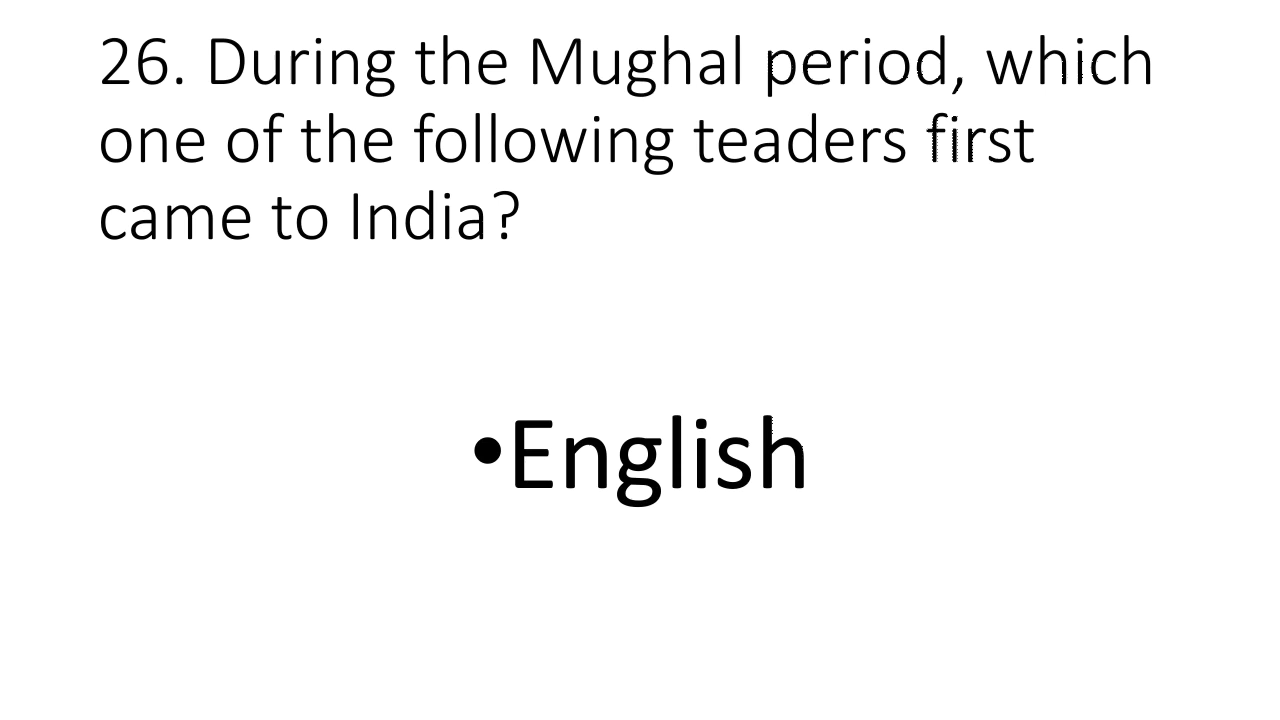 26. During the Mughal period, which
one of the following teaders first
came to India?
•English